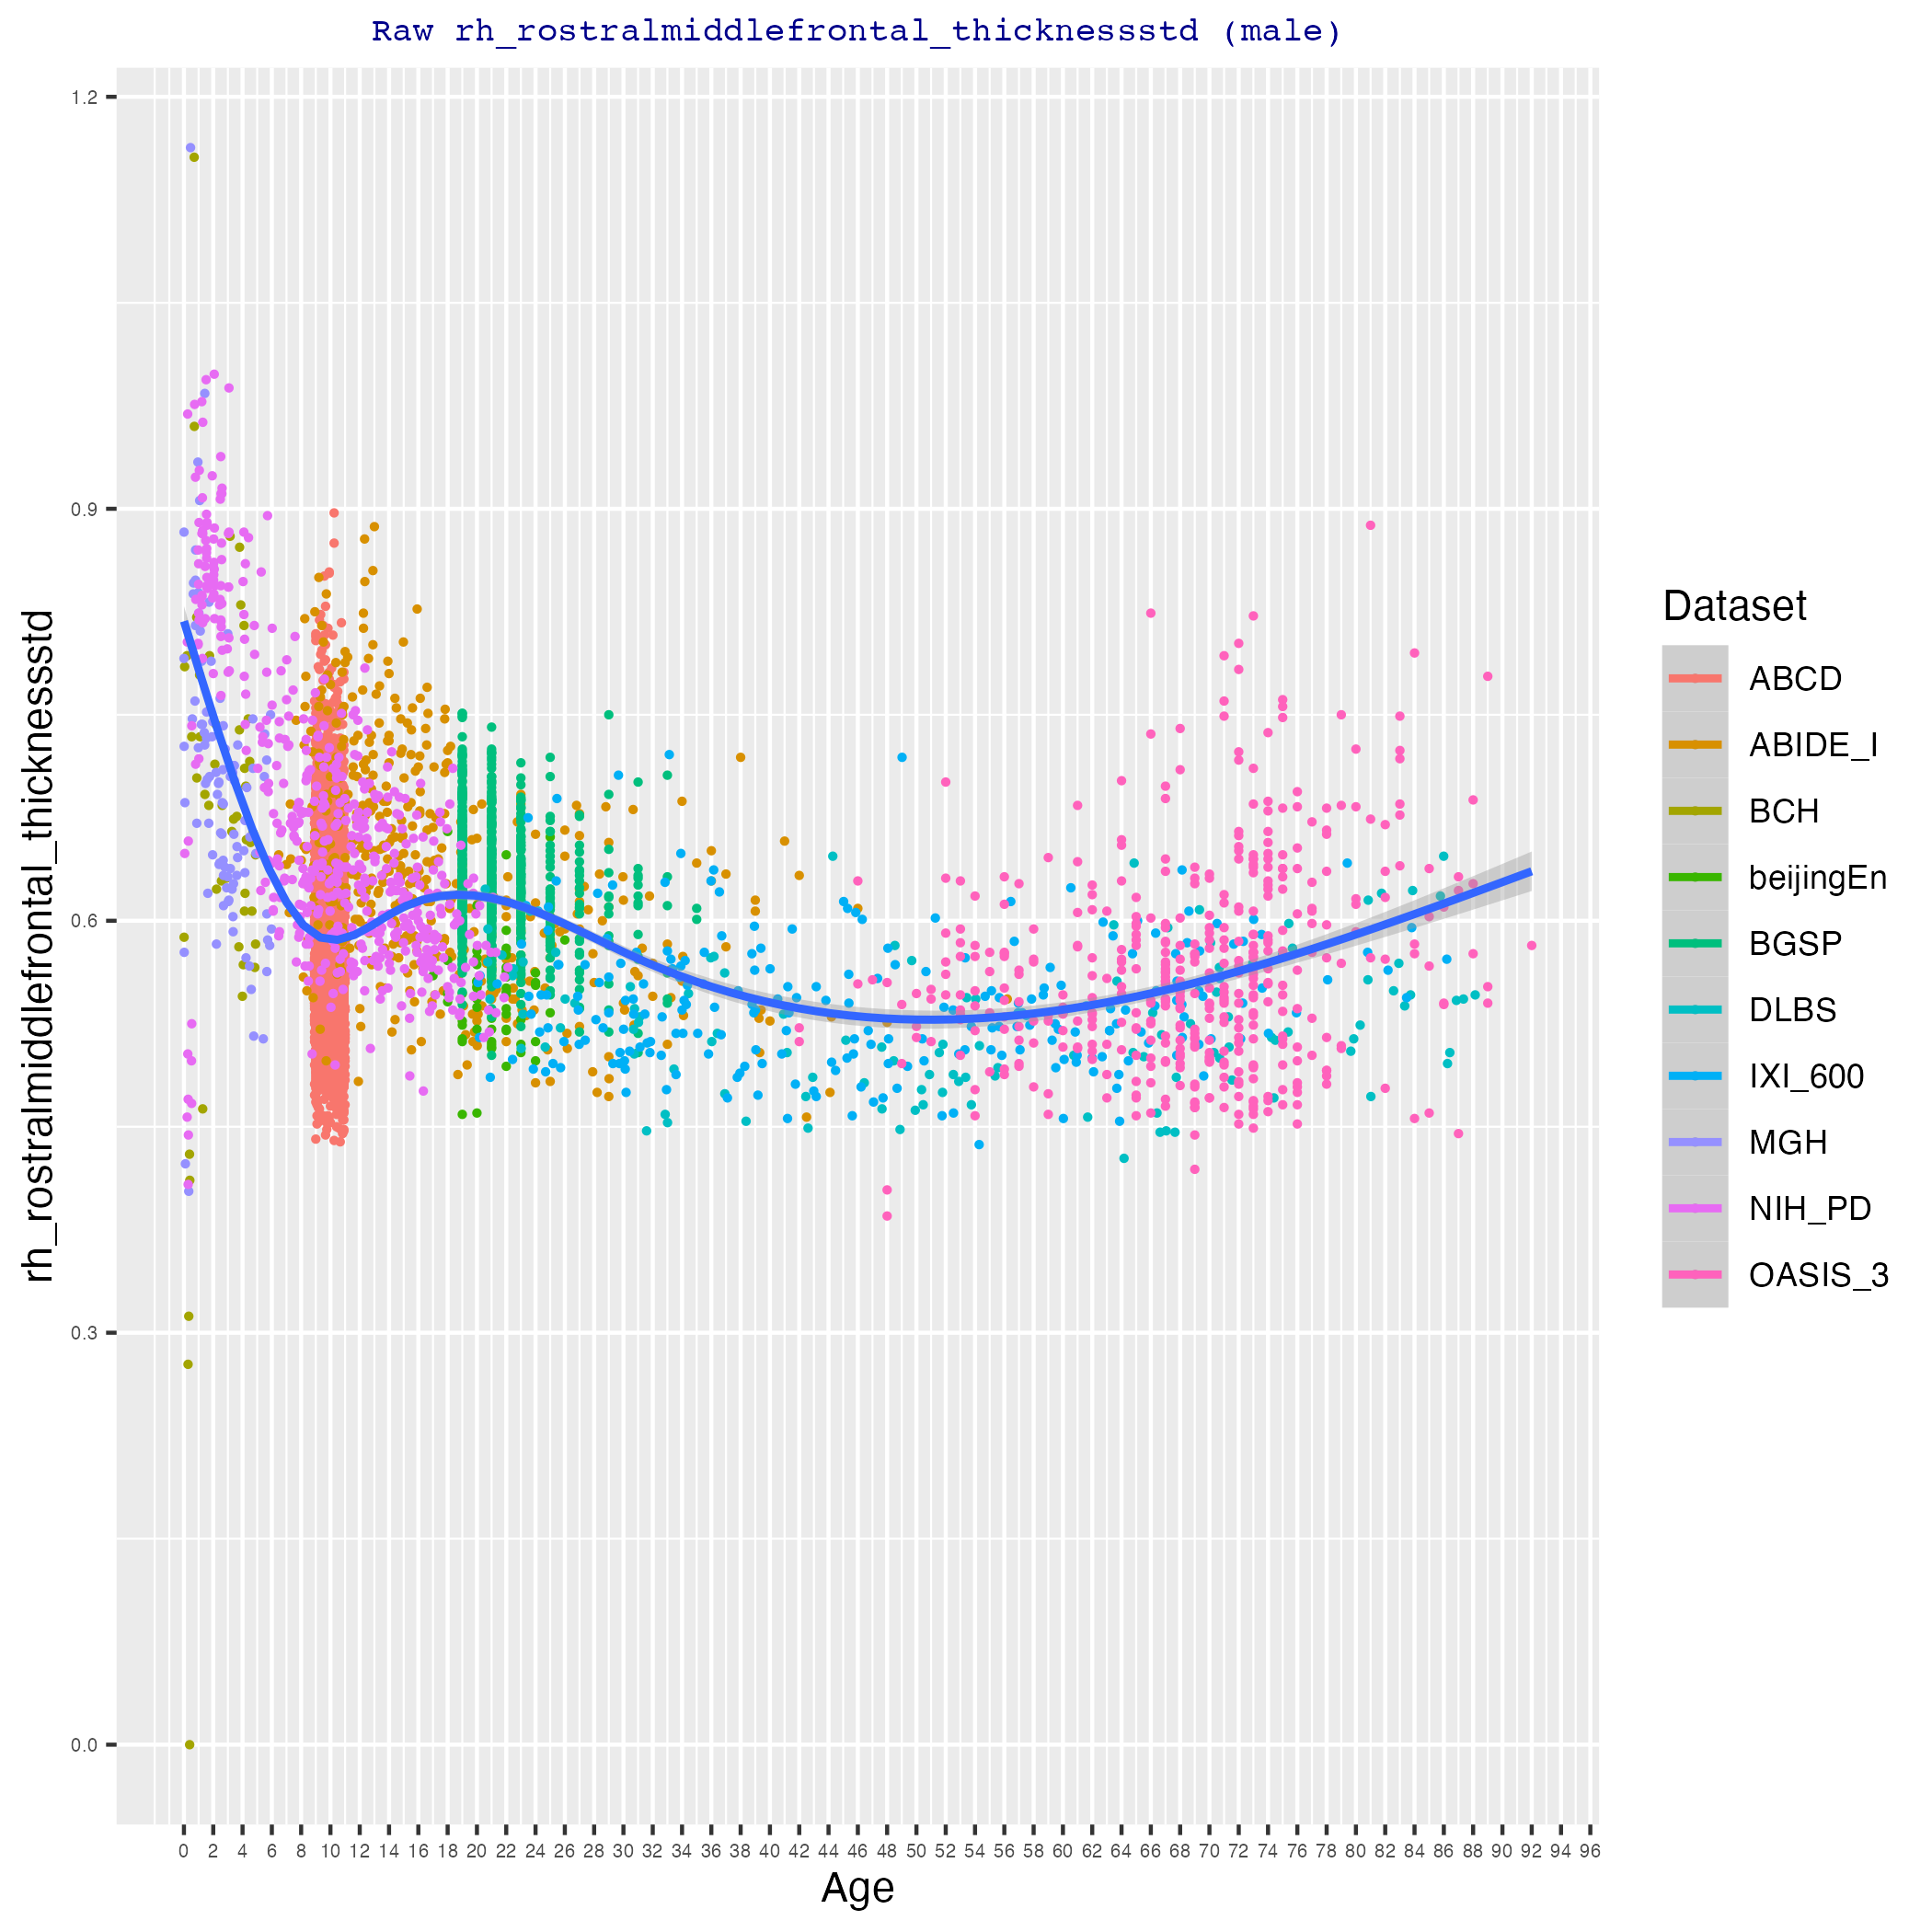 Raw rh_rostralmiddlefrontal_thicknessstd (male)
rh_rostralmiddlefrontal_thicknessstd
1.2
0.9
0.6
0.3
0.0
0 2 4 6 8 10 12 14 16 18 20 22 24 26 28 30 32 34 36 38 40 42 44 46 48 50 52 54 56 58 60 62 64 66 68 70 72 74 76 78 80 82 84 86 88 90 92 94 96
Age
Dataset
ABCD
ABIDE_I
BCH
beijingEn
BGSP
DLBS
IXI_600
MGH
NIH_PD
OASIS_3